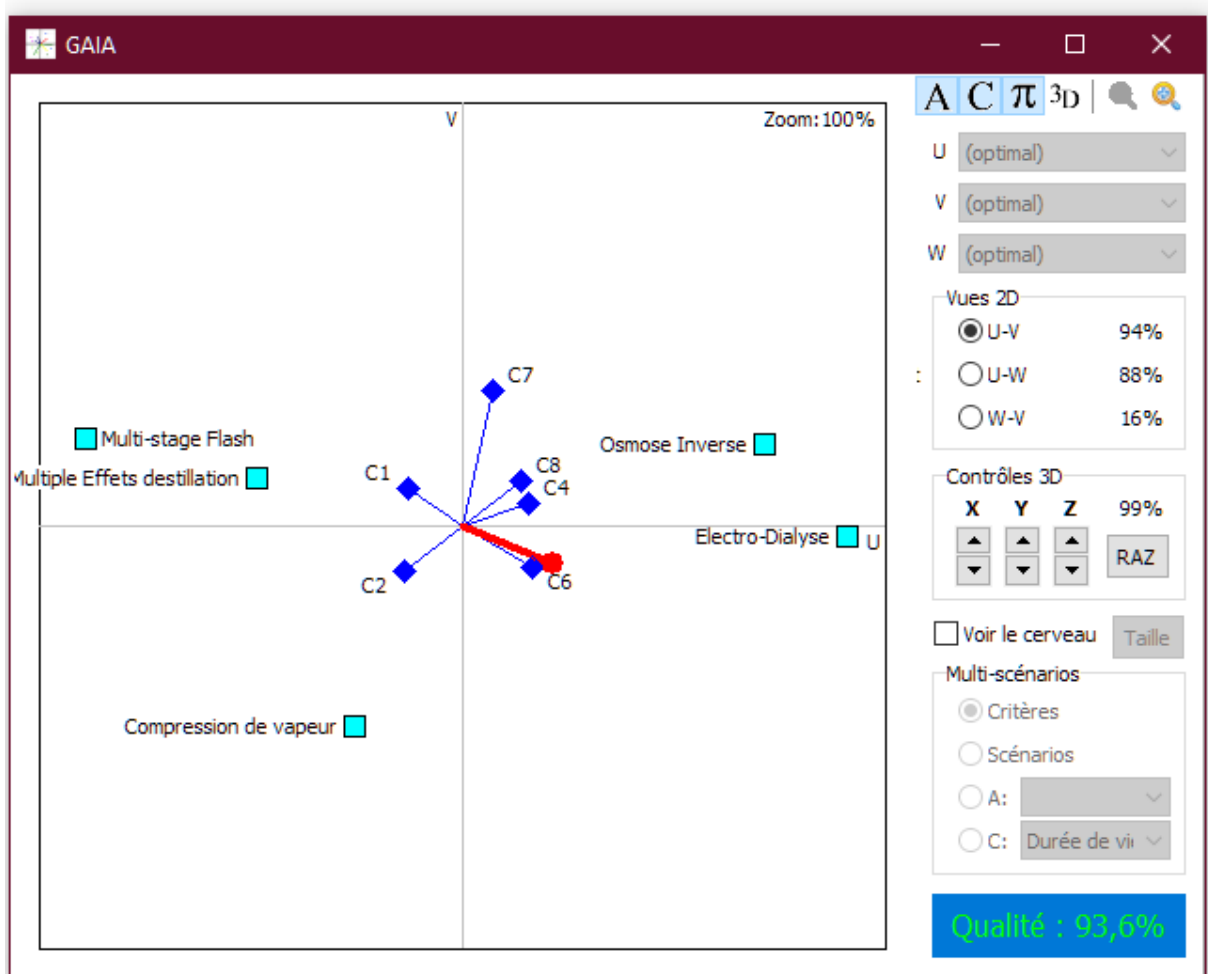 GAIA
A C π 3D
V
Zoom:100%
U (optimal)
V (optimal)
W (optimal)
Vues 2D
U-V 94%
U-W 88%
W-V 16%
:
C7
Multi-stage Flash
Osmose Inverse
Multiple Effets destillation
C1
C8
C4
Electro-Dialyse
U
C2
C6
Compression de vapeur
Contrôles 3D
X Y Z 99%
RAZ
Voir le cerveau Taille
Multi-scénarios
Critères
Scénarios
A:
C: Durée de
Qualité : 93,6%